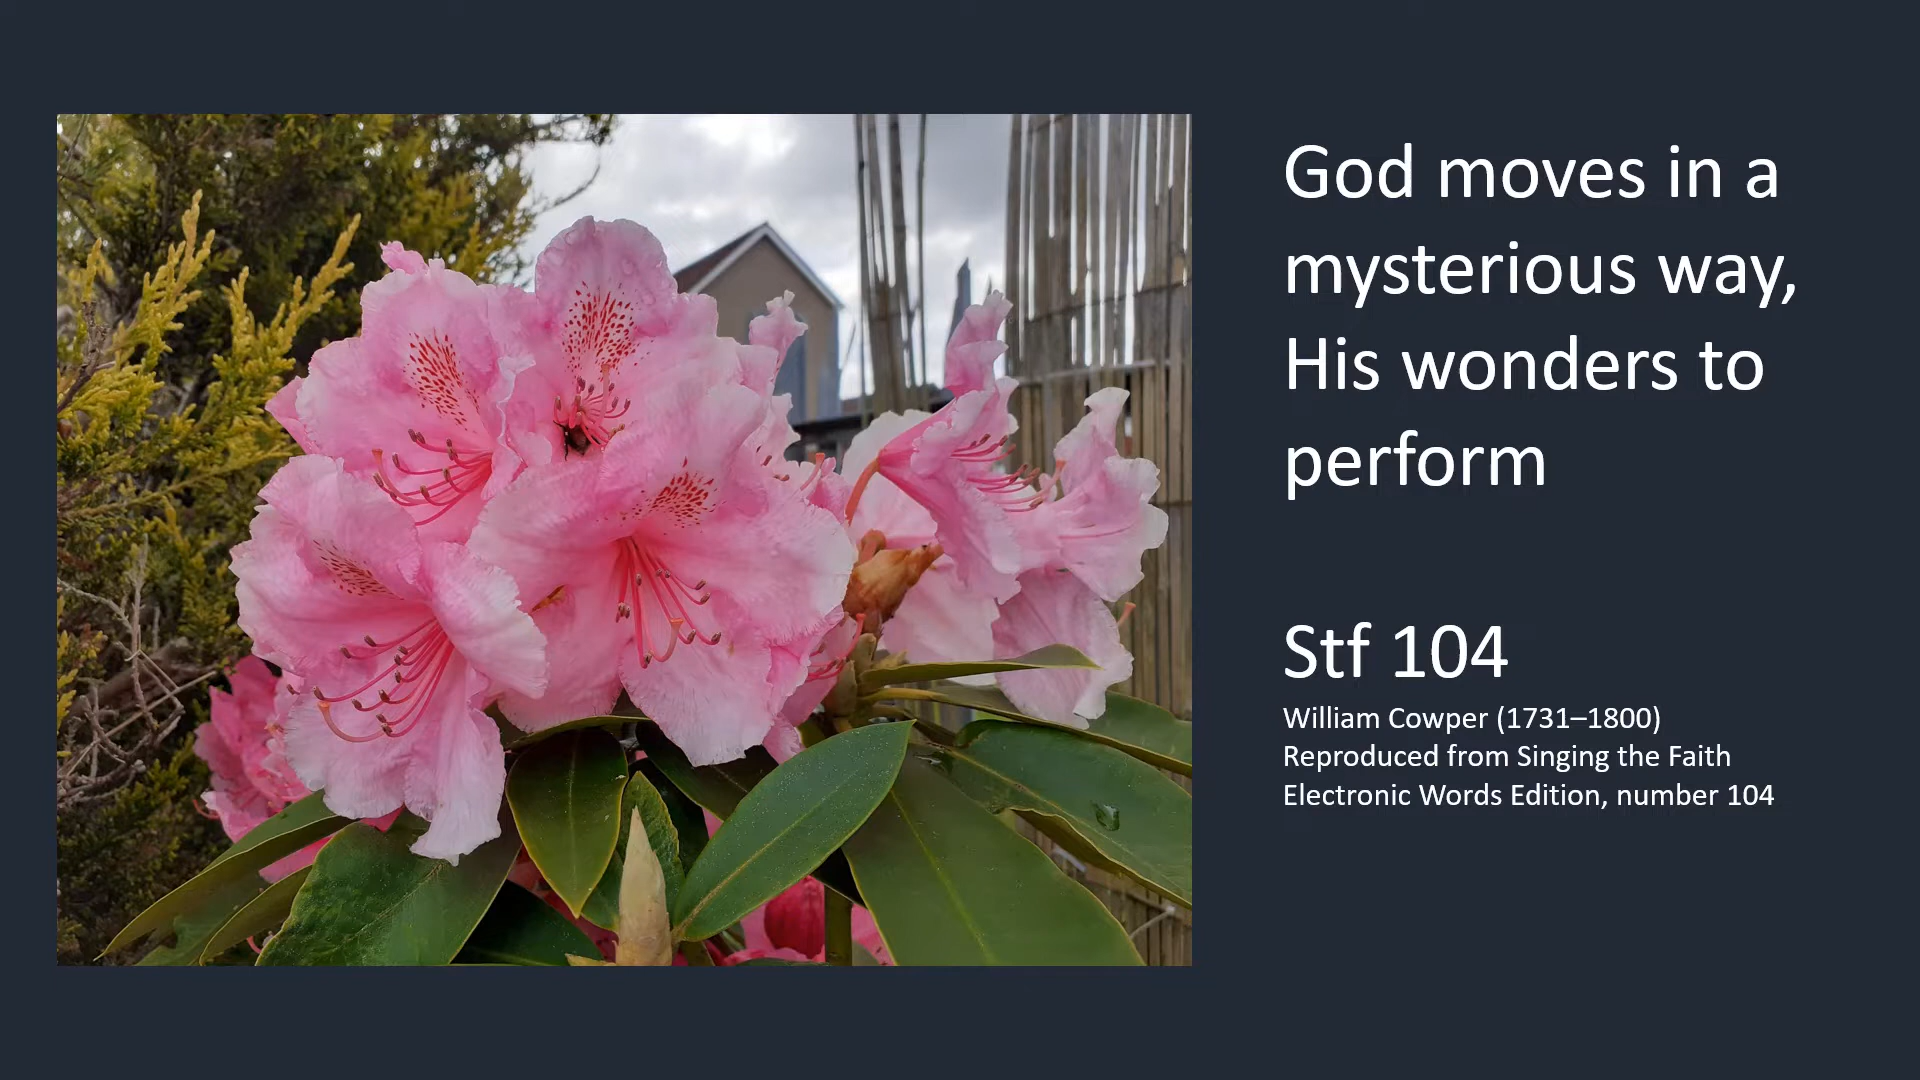 God moves in a
mysterious way,
His wonders to
perform
Stf 104
William Cowper (1731–1800)
Reproduced from Singing the Faith
Electronic Words Edition, number 104